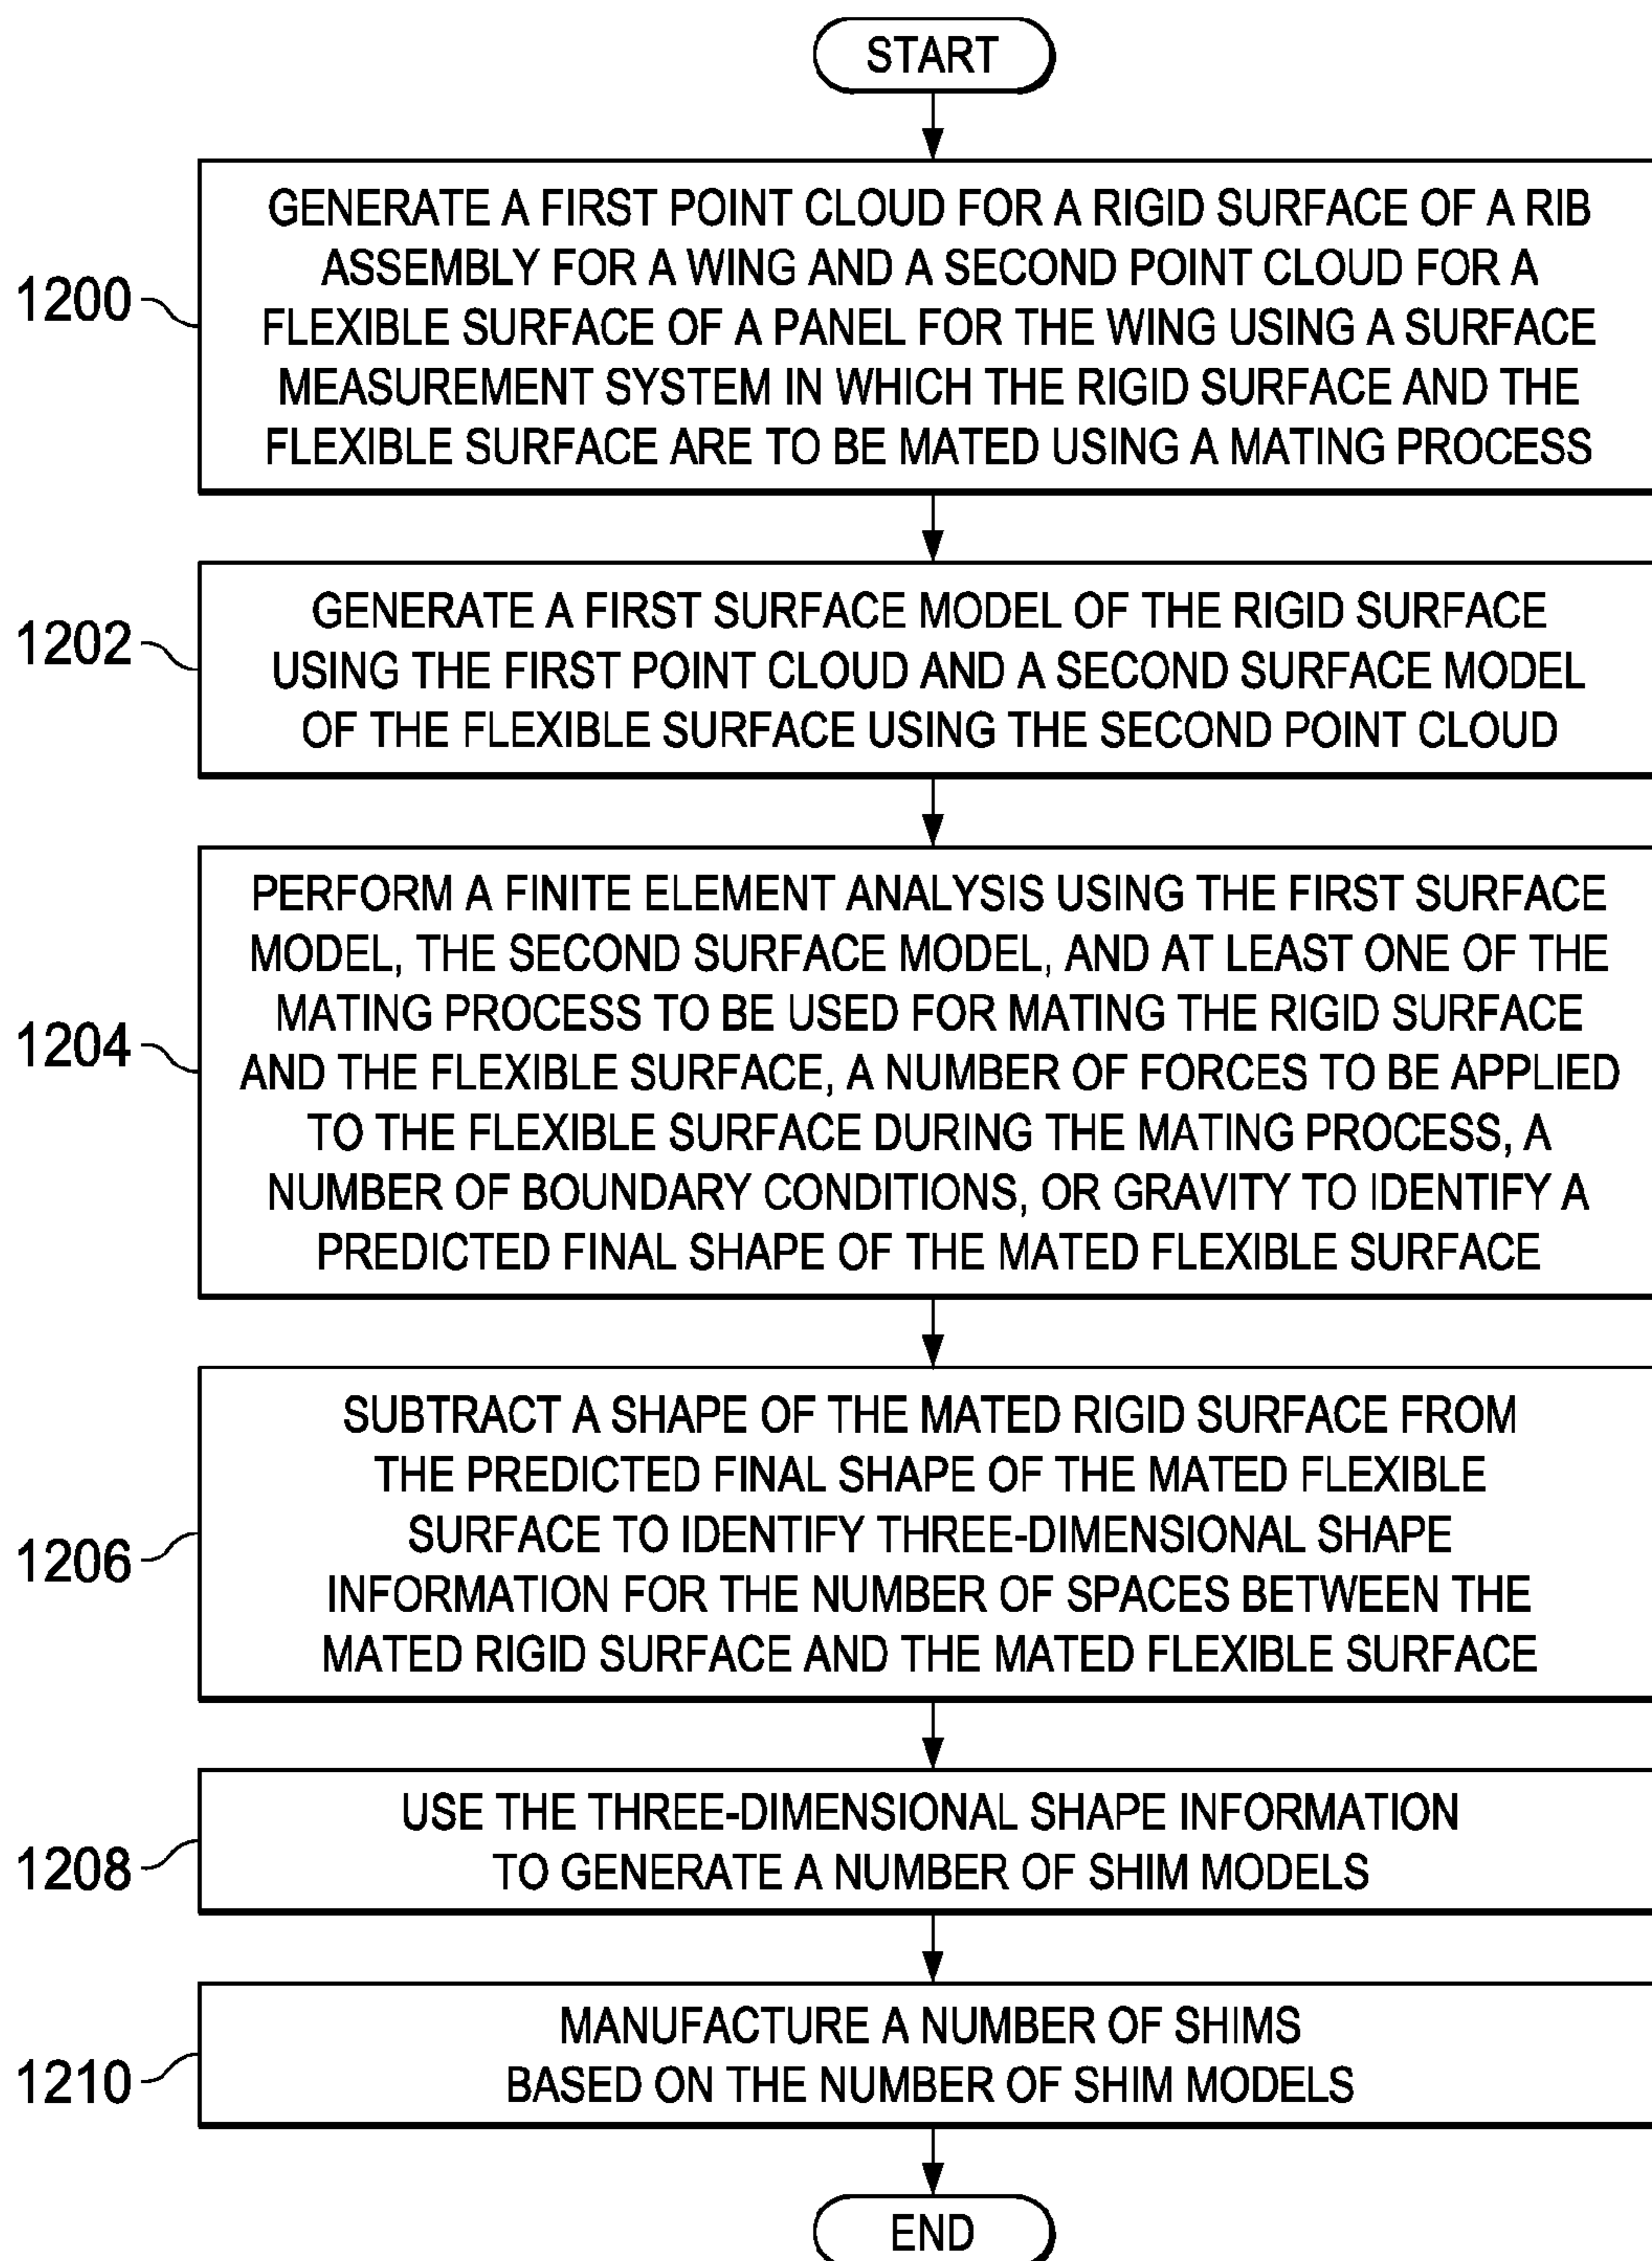 START
GENERATE A FIRST POINT CLOUD FOR A RIGID SURFACE OF A RIB
ASSEMBLY FOR A WING AND A SECOND POINT CLOUD FOR A
FLEXIBLE SURFACE OF A PANEL FOR THE WING USING A SURFACE
MEASUREMENT SYSTEM IN WHICH THE RIGID SURFACE AND THE
FLEXIBLE SURFACE ARE TO BE MATED USING A MATING PROCESS
1200
GENERATE A FIRST SURFACE MODEL OF THE RIGID SURFACE
USING THE FIRST POINT CLOUD AND A SECOND SURFACE MODEL
OF THE FLEXIBLE SURFACE USING THE SECOND POINT CLOUD
1202
PERFORM A FINITE ELEMENT ANALYSIS USING THE FIRST SURFACE
MODEL, THE SECOND SURFACE MODEL, AND AT LEAST ONE OF THE
MATING PROCESS TO BE USED FOR MATING THE RIGID SURFACE
AND THE FLEXIBLE SURFACE, A NUMBER OF FORCES TO BE APPLIED
TO THE FLEXIBLE SURFACE DURING THE MATING PROCESS, A
NUMBER OF BOUNDARY CONDITIONS, OR GRAVITY TO IDENTIFY A
PREDICTED FINAL SHAPE OF THE MATED FLEXIBLE SURFACE
1204
SUBTRACT A SHAPE OF THE MATED RIGID SURFACE FROM
THE PREDICTED FINAL SHAPE OF THE MATED FLEXIBLE
SURFACE TO IDENTIFY THREE-DIMENSIONAL SHAPE
INFORMATION FOR THE NUMBER OF SPACES BETWEEN THE
MATED RIGID SURFACE AND THE MATED FLEXIBLE SURFACE
1206
USE THE THREE-DIMENSIONAL SHAPE INFORMATION
TO GENERATE A NUMBER OF SHIM MODELS
1208
MANUFACTURE A NUMBER OF SHIMS
BASED ON THE NUMBER OF SHIM MODELS
1210
END